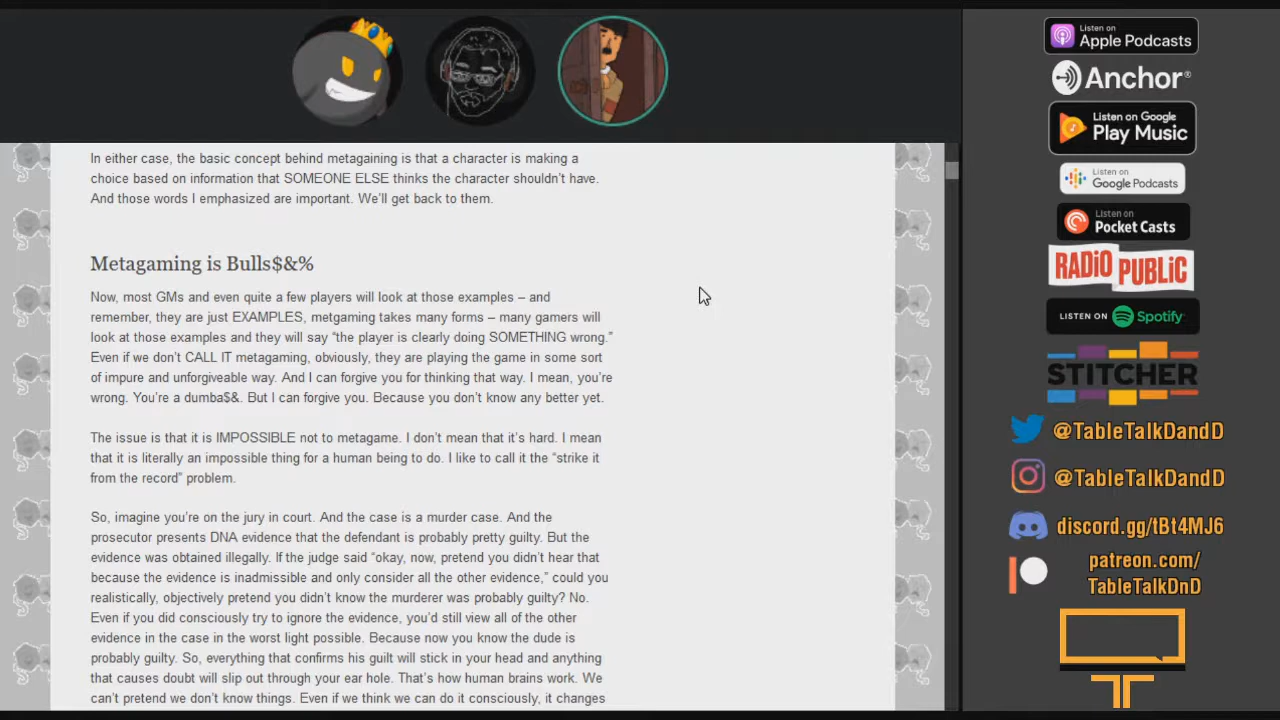 In either case, the basic concept behind metagaining is that a character is making a
choice based on information that SOMEONE ELSE thinks the character shouldn't have.
And those words I emphasized are important. We'll get back to them.
Metagaming is Bulls$&%
Now, most GMs and even quite a few players will look at those examples – and
remember, they are just EXAMPLES, metgaming takes many forms – many gamers will
look at those examples and they will say “the player is clearly doing SOMETHING wrong.”
Even if we don't CALL IT metagaming, obviously, they are playing the game in some sort
of impure and unforgiveable way. And I can forgive you for thinking that way. I mean, you're
wrong. You're a dumba$&. But I can forgive you. Because you don't know any better yet.
The issue is that it is IMPOSSIBLE not to metagame. I don't mean that it's hard. I mean
that it is literally an impossible thing for a human being to do. I like to call it the “strike it
from the record” problem.
So, imagine you're on the jury in court. And the case is a murder case. And the
prosecutor presents DNA evidence that the defendant is probably pretty guilty. But the
evidence was obtained illegally. If the judge said “okay, now, pretend you didn't hear that
because the evidence is inadmissible and only consider all the other evidence,” could you
realistically, objectively pretend you didn't know the murderer was probably guilty? No.
Even if you did consciously try to ignore the evidence, you'd still view all of the other
evidence in the case in the worst light possible. Because now you know the dude is
probably guilty. So, everything that confirms his guilt will stick in your head and anything
that causes doubt will slip out through your ear hole. That's how human brains work. We
can't pretend we don't know things. Even if we think we can do it consciously, it changes
Listen on
Apple Podcasts
Anchor®
Listen on Google
Play Music
Listen on
Google Podcasts
Listen on
Pocket Casts
RADIO PUBLIC
LISTEN ON Spotify
STITCHER
@TableTalkDandD
@TableTalkDandD
discord.gg/tBt4MJ6
patreon.com/
TableTalkDnD